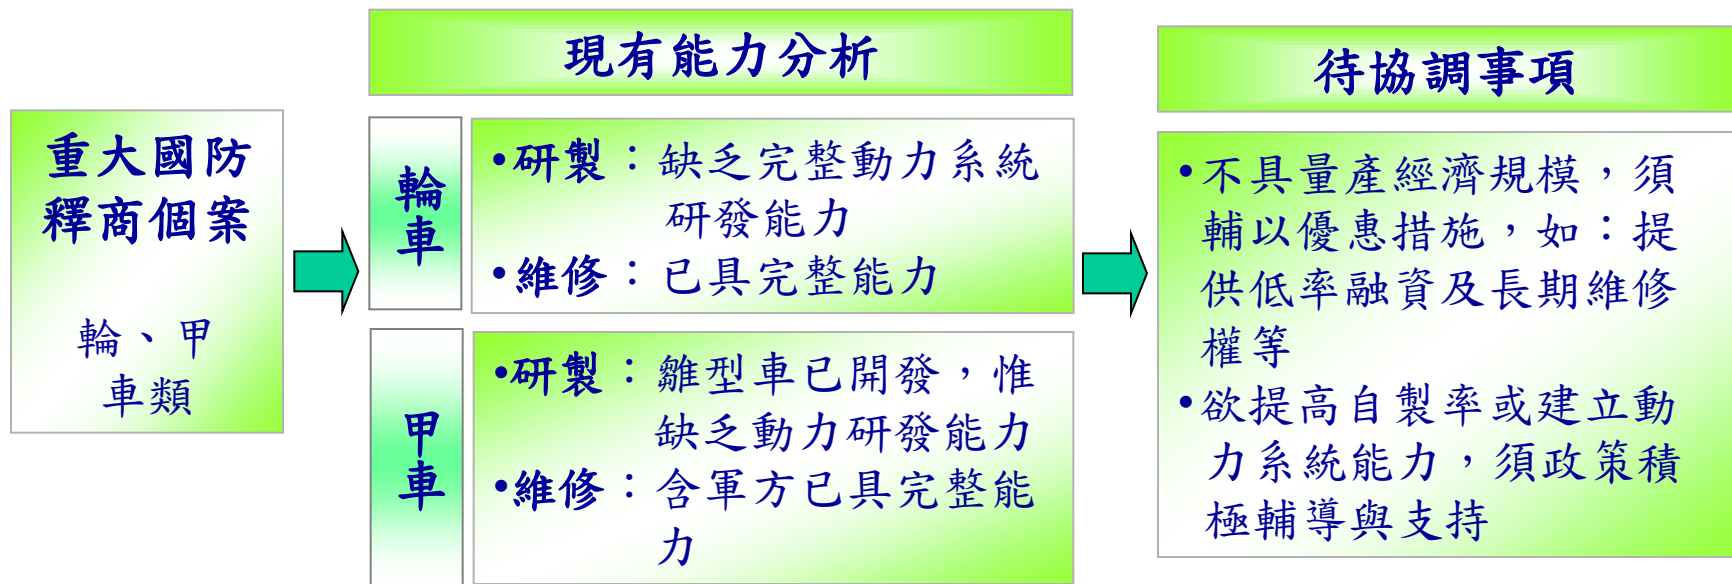 重大國防
釋商個案
輪、甲
車類
現有能力分析
輪車
•研製：缺乏完整動力系統
研發能力
•維修：已具完整能力
甲車
•研製：雛型車已開發，惟
缺乏動力研發能力
•維修：含軍方已具完整能
力
待協調事項
•不具量產經濟規模，須
輔以優惠措施，如：提
供低率融資及長期維修
權等
•欲提高自製率或建立動
力系統能力，須政策積
極輔導與支持